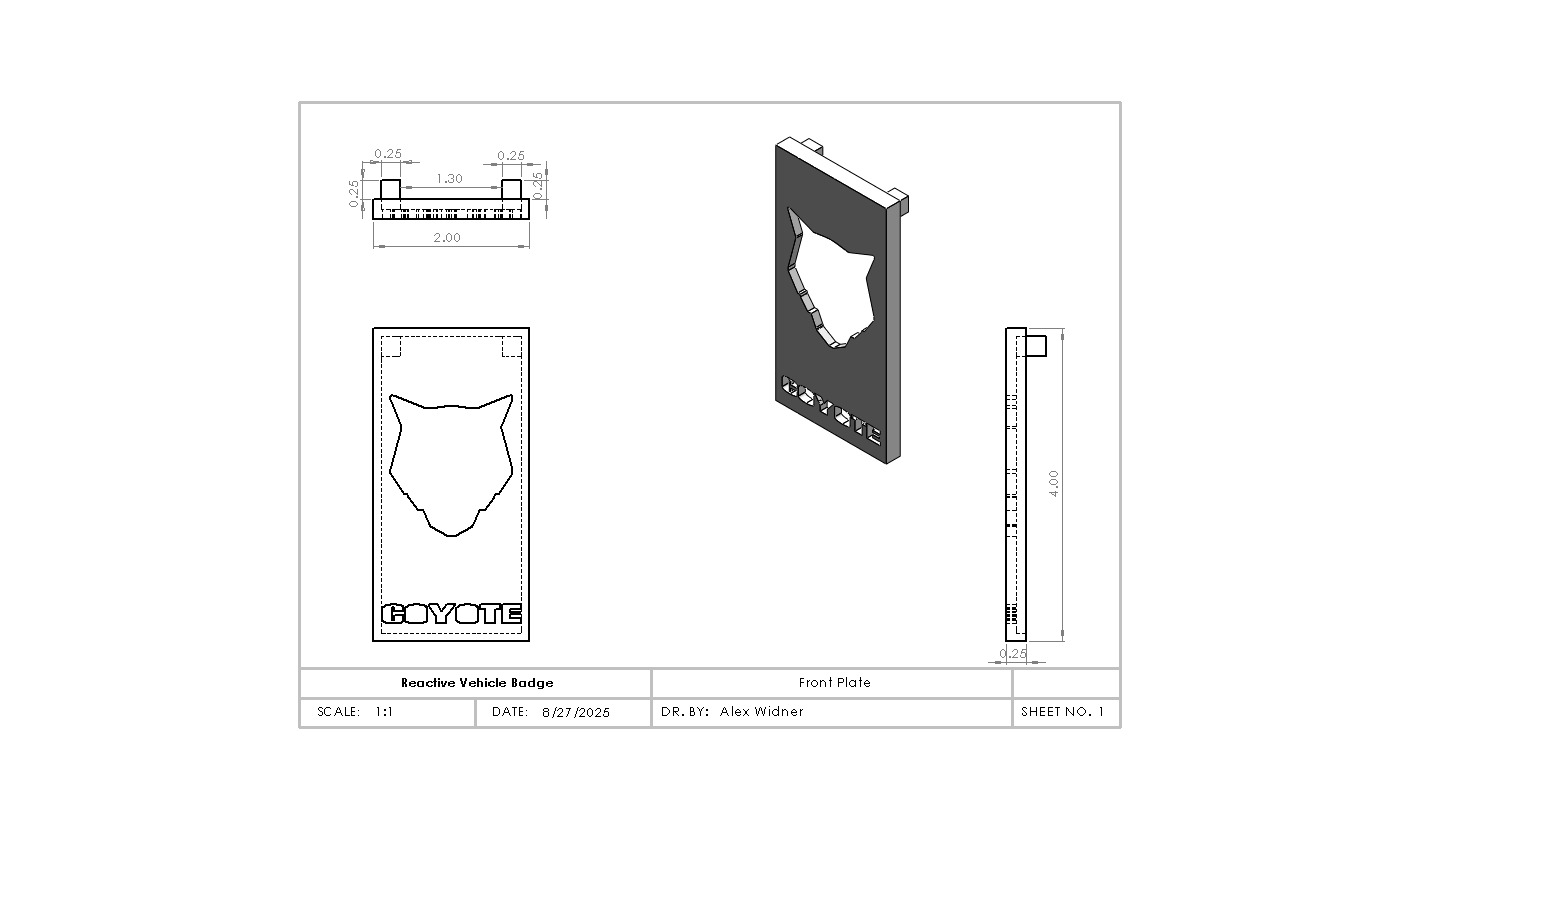 0.25
0.25
1.30
0.25
0.25
2.00
COYOTE
COYOTE
4.00
0.25
Reactive Vehicle Badge
Front Plate
SCALE: 1:1
DATE: 8/27/2025
DR. BY: Alex Widner
SHEET NO. 1